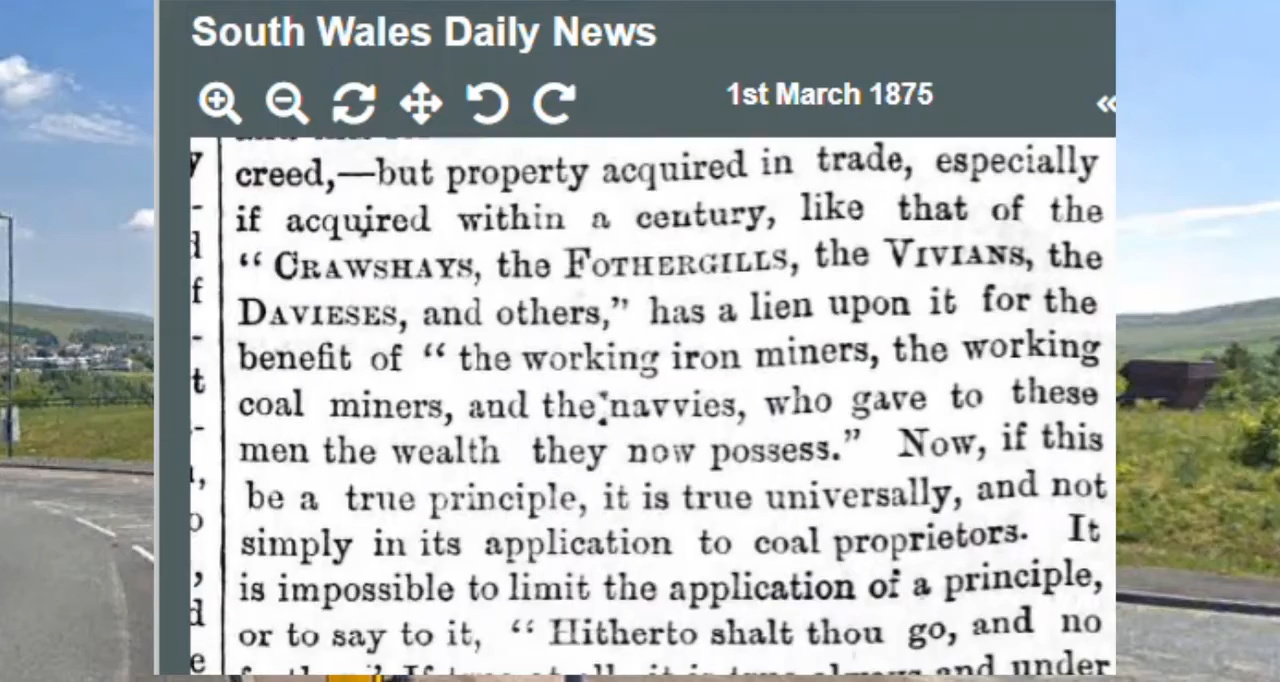 South Wales Daily News
1st March 1875
«
creed,—but property acquired in trade, especially
if acquired within a century, like that of the
“ CRAWSHAYS, the FOTHERGILLS, the VIVIANS, the
DAVIESES, and others,” has a lien upon it for the
benefit of “ the working iron miners, the working
coal miners, and the navvies, who gave to these
men the wealth they now possess.” Now, if this
be a true principle, it is true universally, and not
simply in its application to coal proprietors. It
is impossible to limit the application of a principle,
or to say to it, “ Hitherto shalt thou go, and no
and under